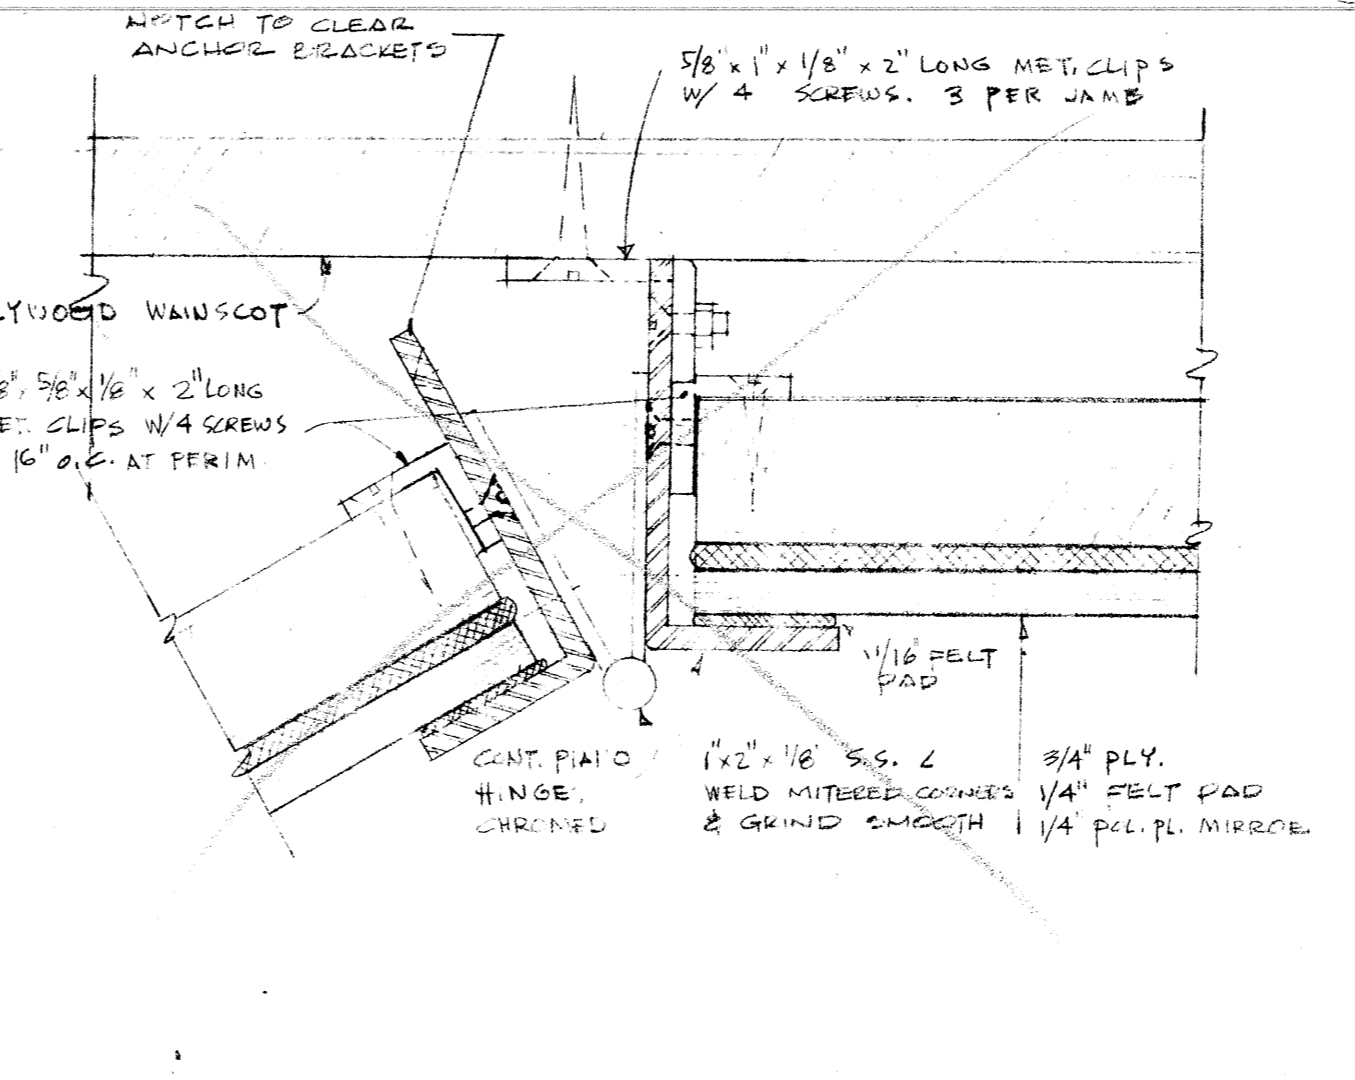 NOTCH TO CLEAR
ANCHOR BRACKETS
5/8" x 1" x 1/8" x 2" LONG MET. CLIPS
W/ 4 SCREWS. 3 PER JAMB
LYWOOD WAINSCOT
8", 5/8" x 1/8" x 2" LONG
ET. CLIPS W/4 SCREWS
16" O.C. AT PERIM.
1/16" FELT
PAD
CONT. PIANO
HINGE,
CHROMED
1" x 2" x 1/8" S.S. L
WELD MITERED CORNERS
& GRIND SMOOTH
3/4" PLY.
1/4" FELT PAD
1/4" POL. PL. MIRROR